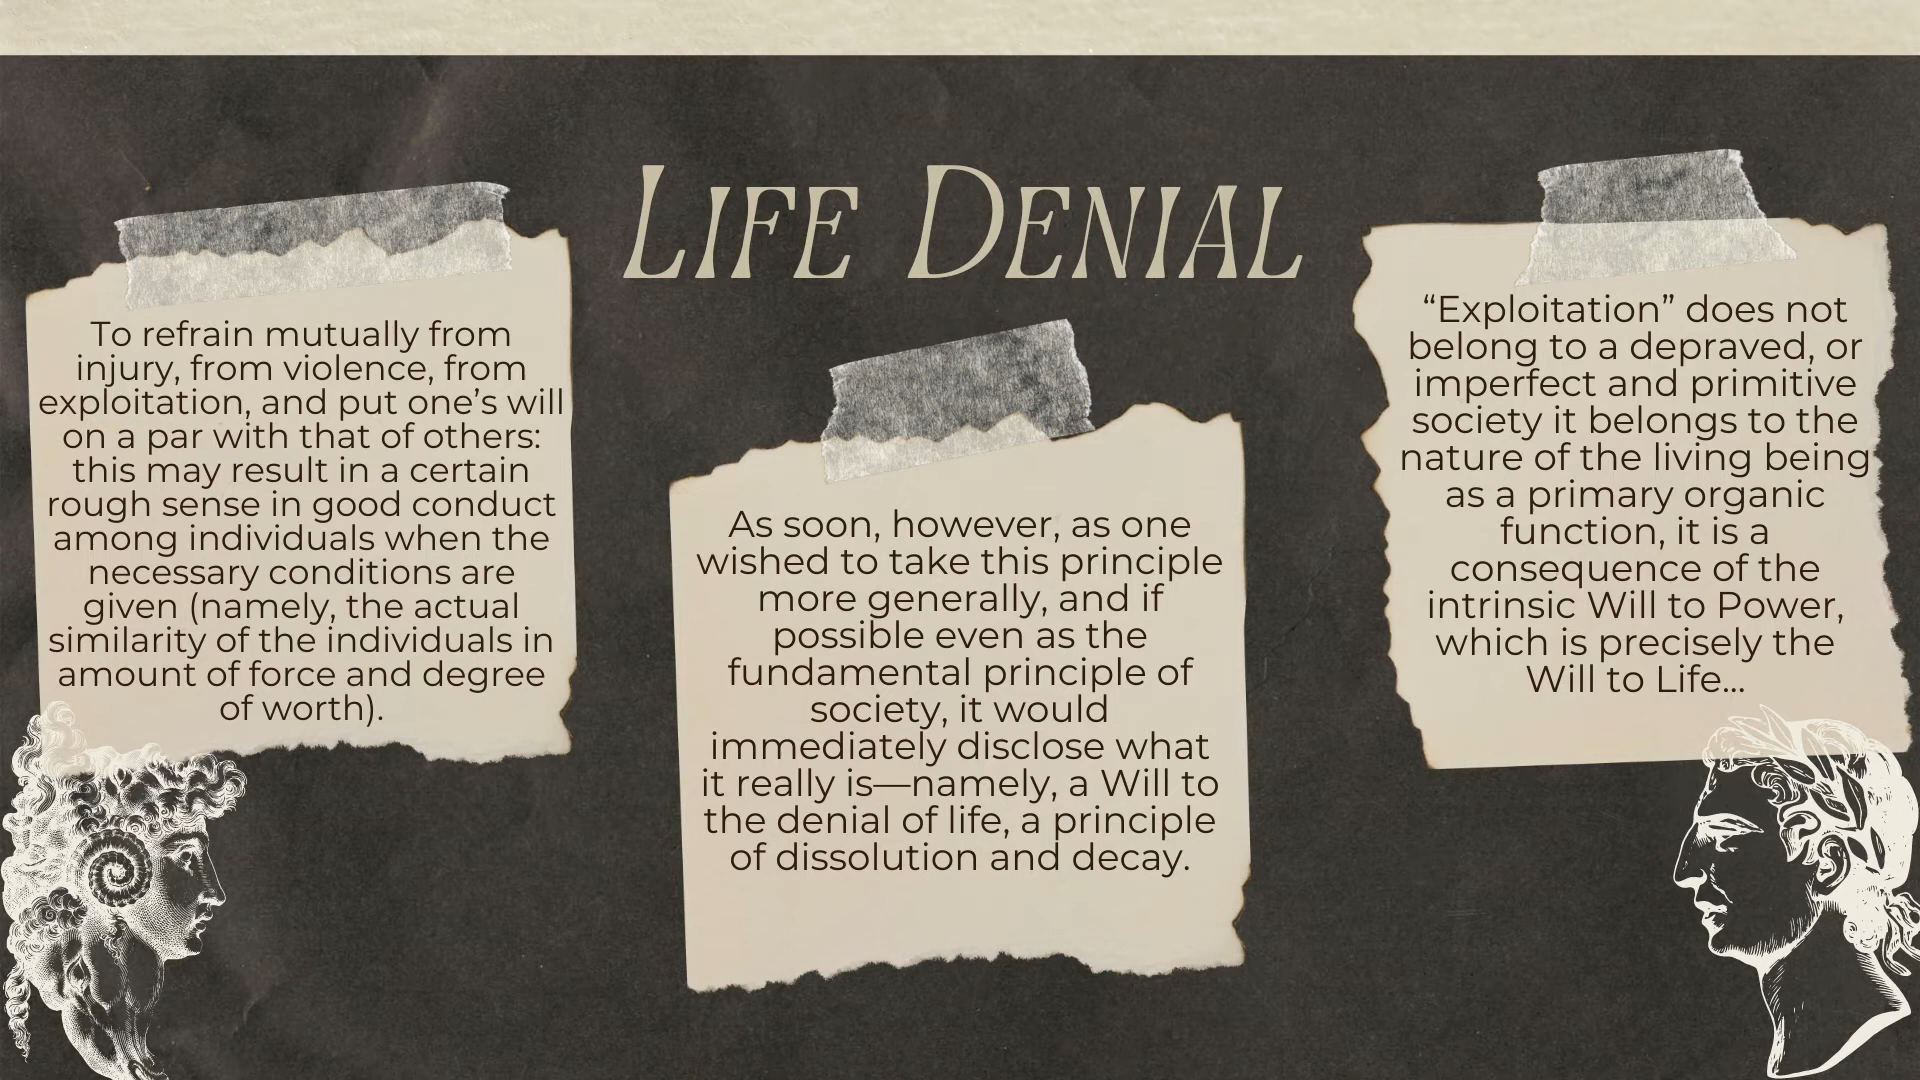 Life Denial
To refrain mutually from
injury, from violence, from
exploitation, and put one’s will
on a par with that of others:
this may result in a certain
rough sense in good conduct
among individuals when the
necessary conditions are
given (namely, the actual
similarity of the individuals in
amount of force and degree
of worth).
As soon, however, as one
wished to take this principle
more generally, and if
possible even as the
fundamental principle of
society, it would
immediately disclose what
it really is—namely, a Will to
the denial of life, a principle
of dissolution and decay.
“Exploitation” does not
belong to a depraved, or
imperfect and primitive
society it belongs to the
nature of the living being
as a primary organic
function, it is a
consequence of the
intrinsic Will to Power,
which is precisely the
Will to Life...